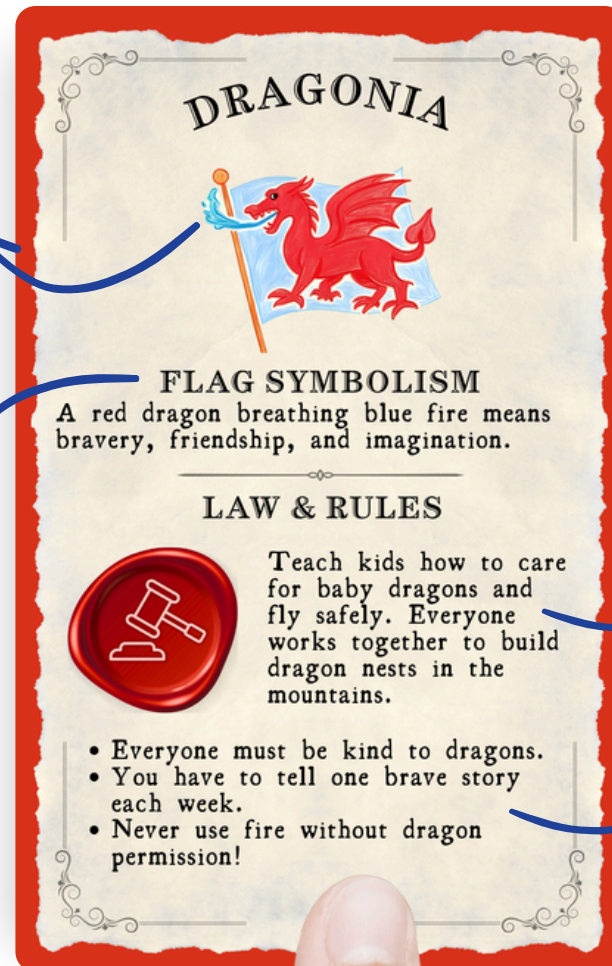 DRAGONIA
FLAG SYMBOLISM
A red dragon breathing blue fire means
bravery, friendship, and imagination.
LAW & RULES
Teach kids how to care
for baby dragons and
fly safely. Everyone
works together to build
dragon nests in the
mountains.
• Everyone must be kind to dragons.
• You have to tell one brave story
each week.
• Never use fire without dragon
permission!